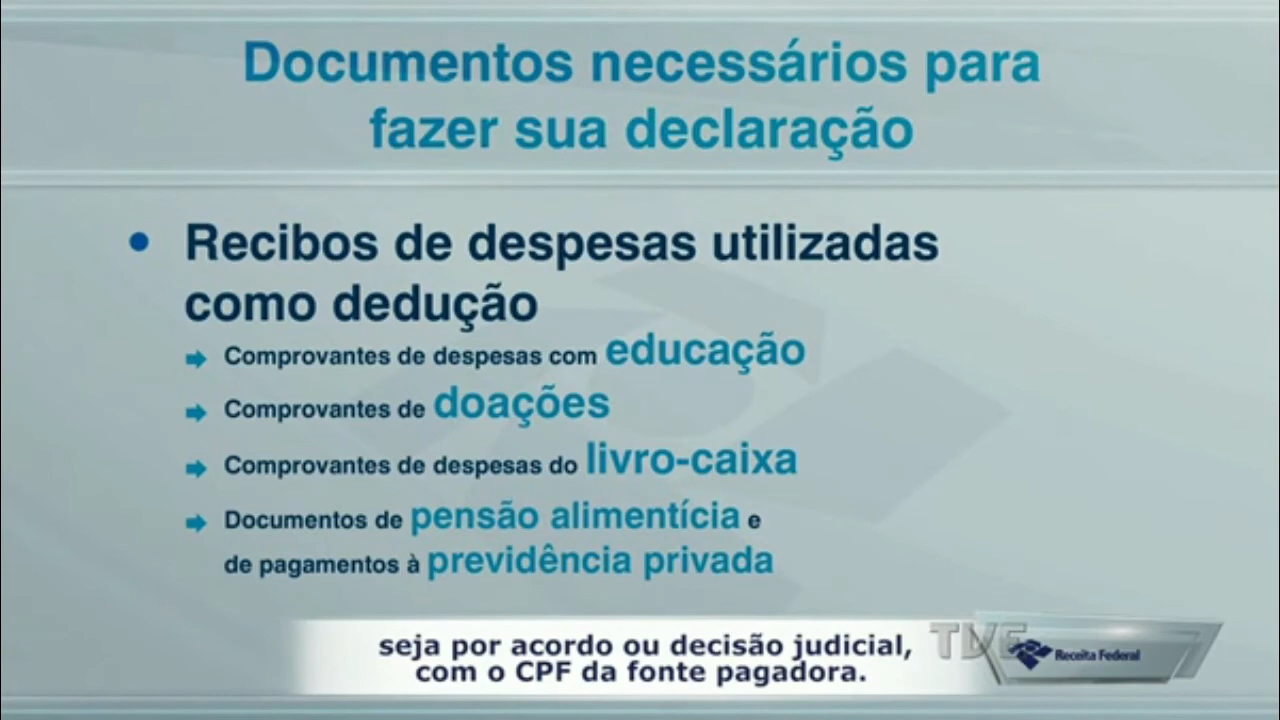 Documentos necessários para
fazer sua declaração
• Recibos de despesas utilizadas
como dedução
Comprovantes de despesas com educação
Comprovantes de doações
Comprovantes de despesas do livro-caixa
Documentos de pensão alimentícia e
de pagamentos à previdência privada
seja por acordo ou decisão judicial,
com o CPF da fonte pagadora.
TVE
Receita Federal